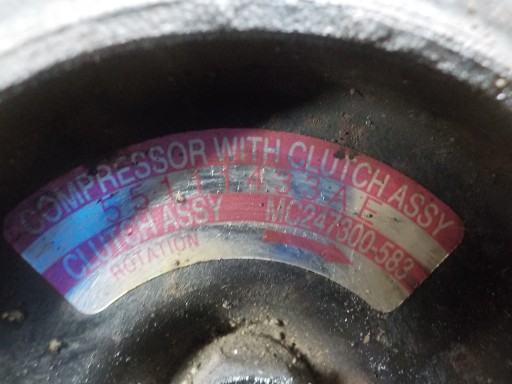 COMPRESSOR WITH CLUTCH ASSY
CLUTCH ASSY MC247300-583
ROTATION